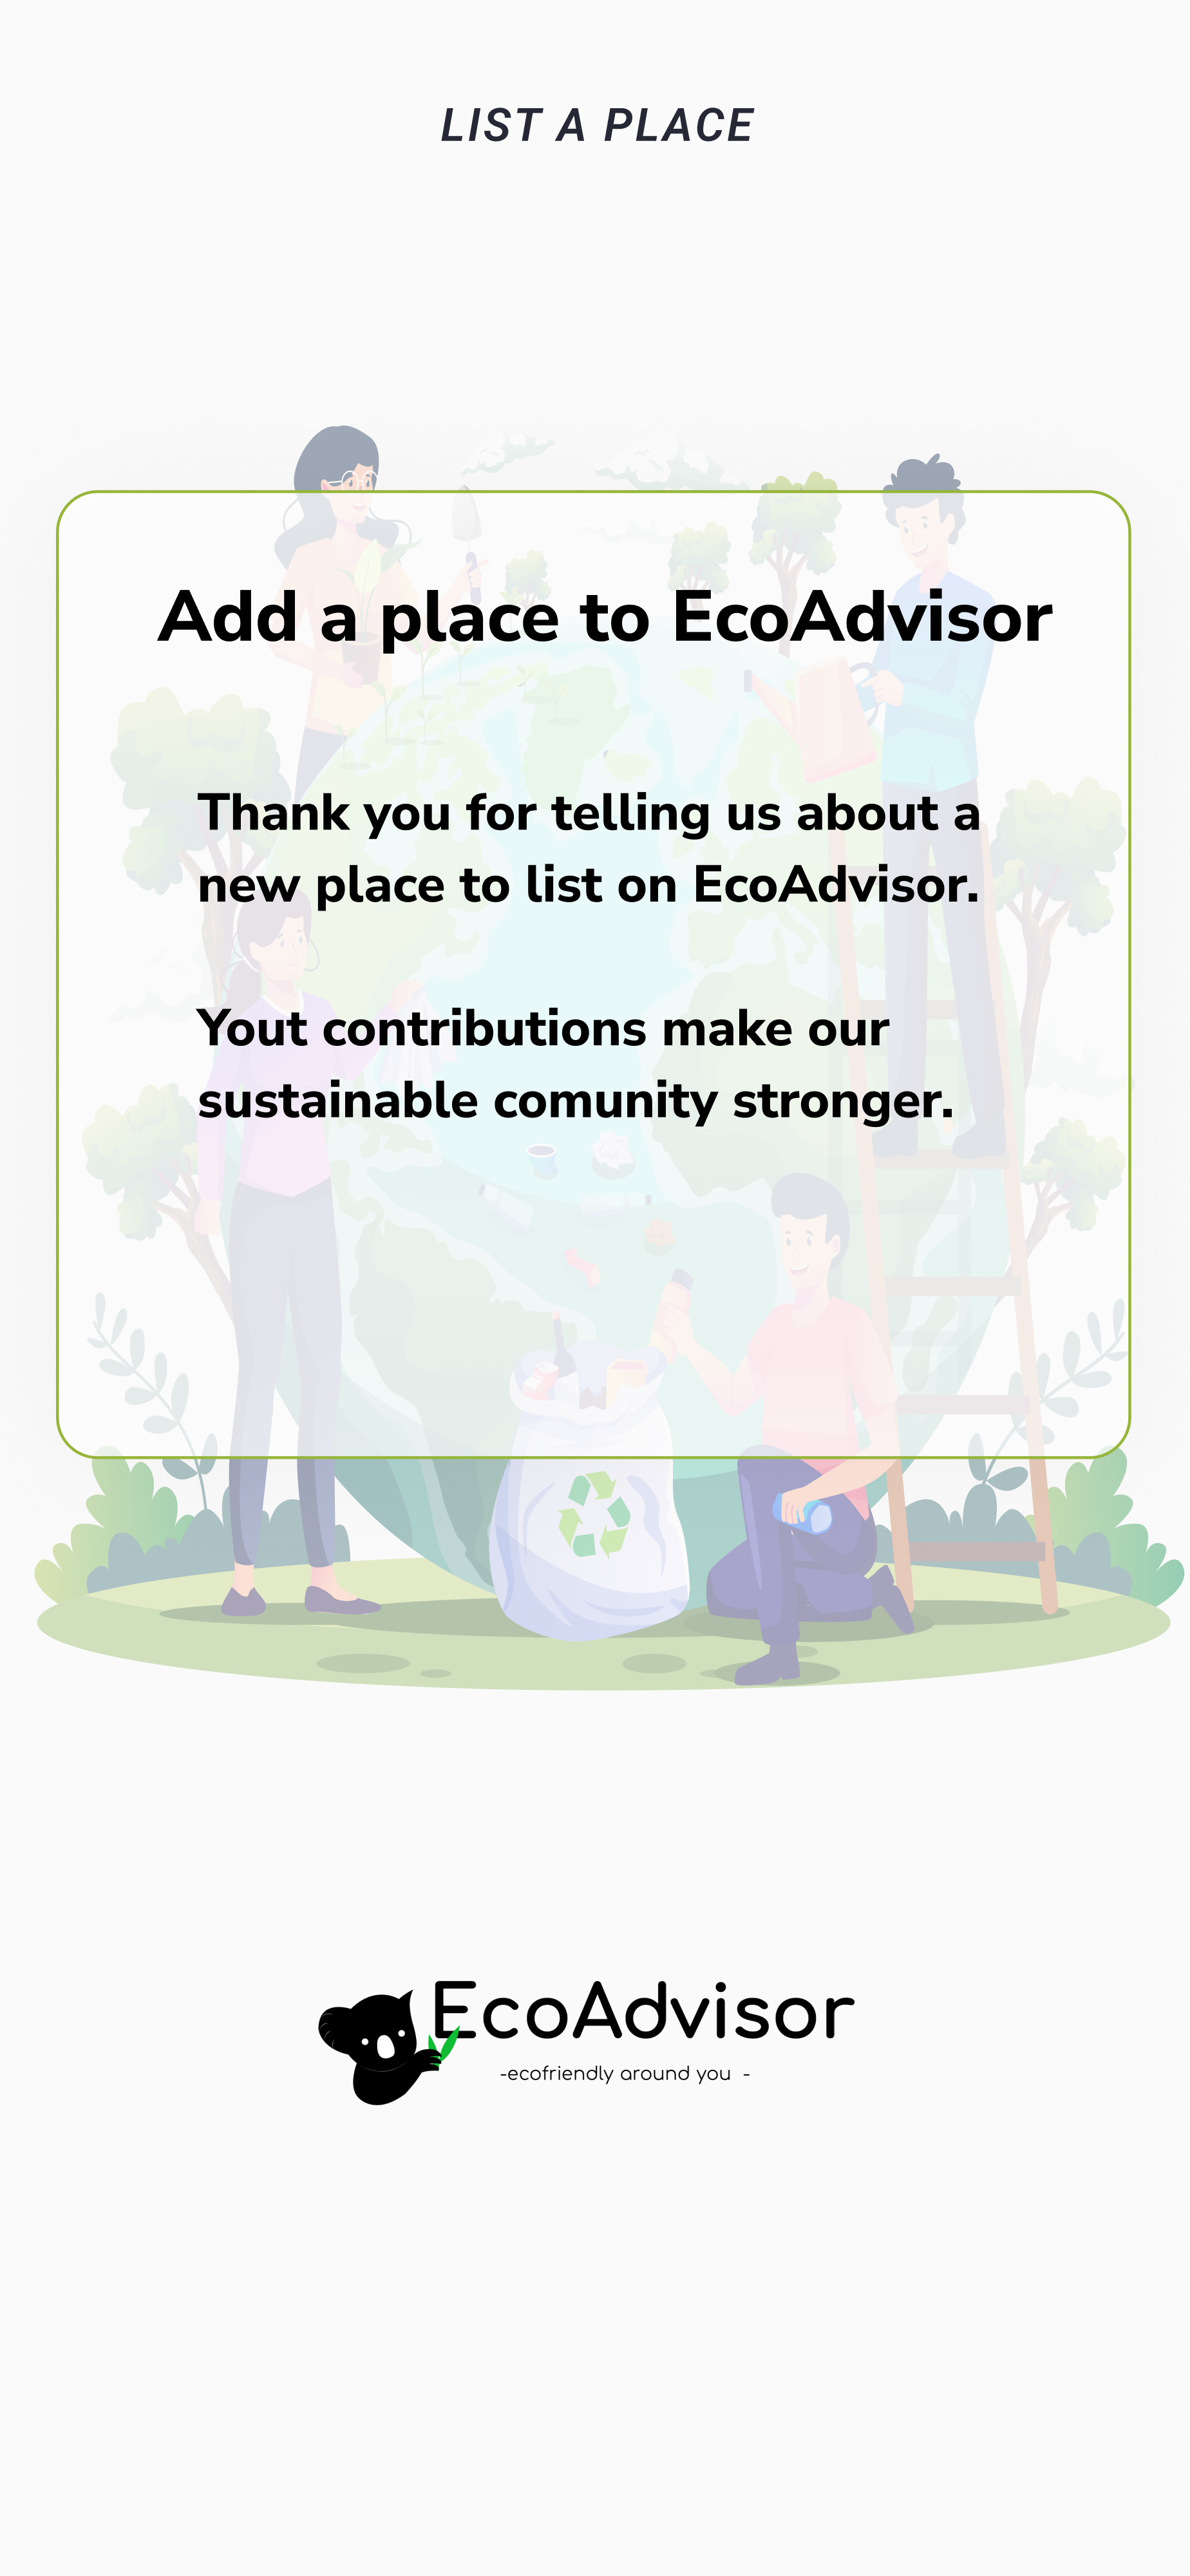 LIST A PLACE
Add a place to EcoAdvisor
Thank you for telling us about a
new place to list on EcoAdvisor.
Yout contributions make our
sustainable comunity stronger.
EcoAdvisor
-ecofriendly around you -